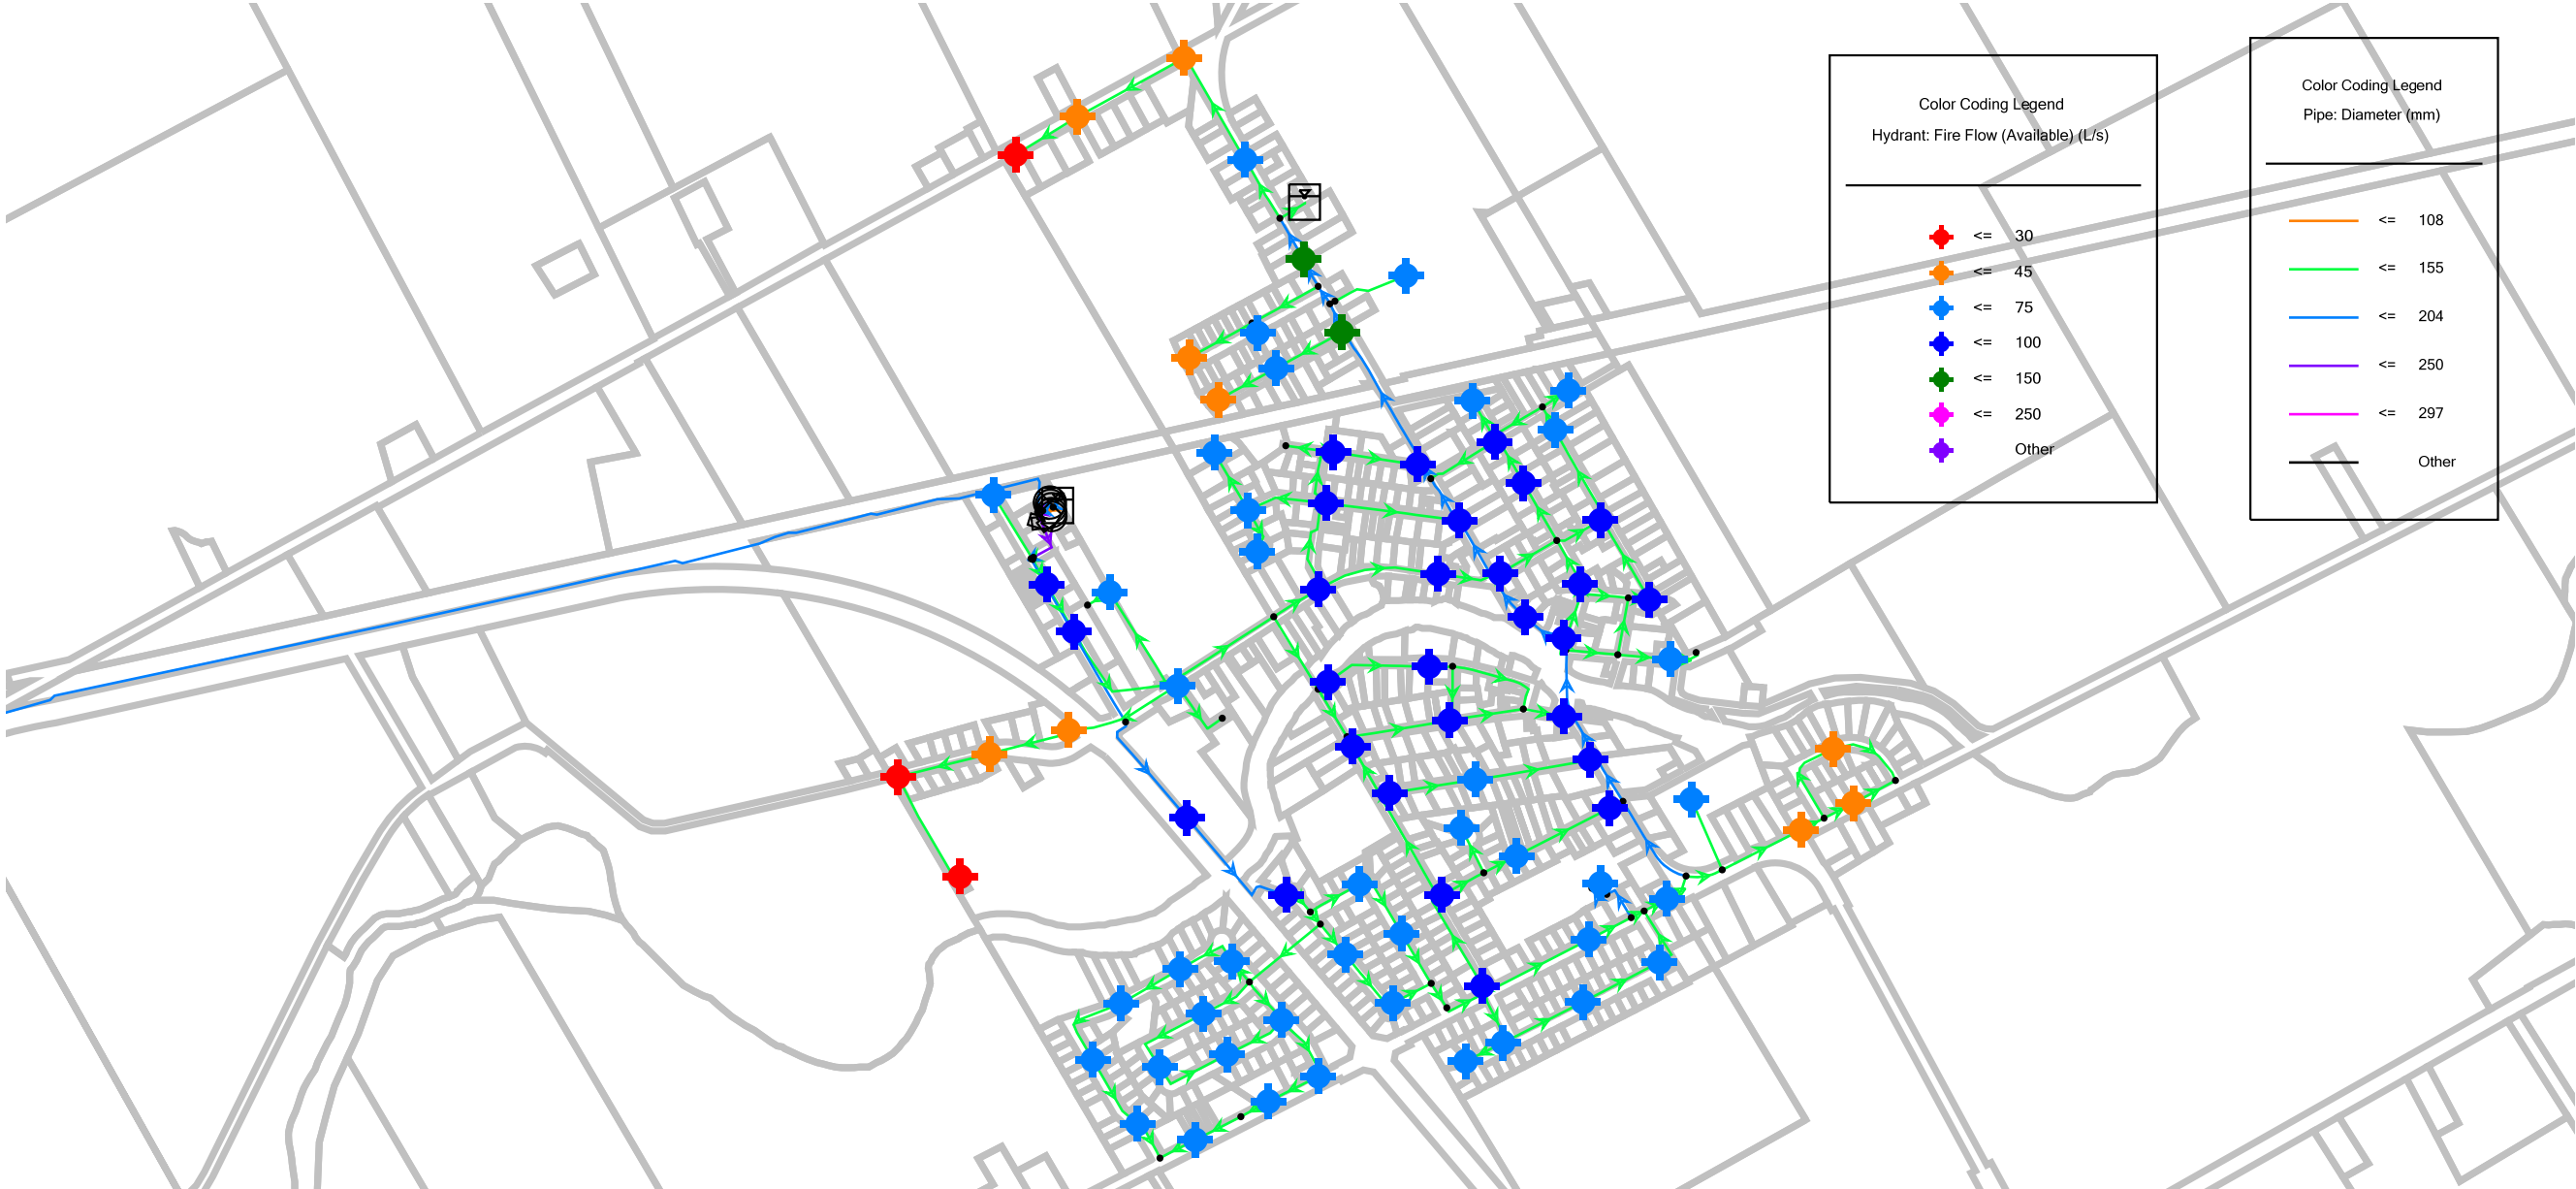 Color Coding Legend
Hydrant: Fire Flow (Available) (L/s)
<= 30
<= 45
<= 75
<= 100
<= 150
<= 250
Other
Color Coding Legend
Pipe: Diameter (mm)
<= 108
<= 155
<= 204
<= 250
<= 297
Other